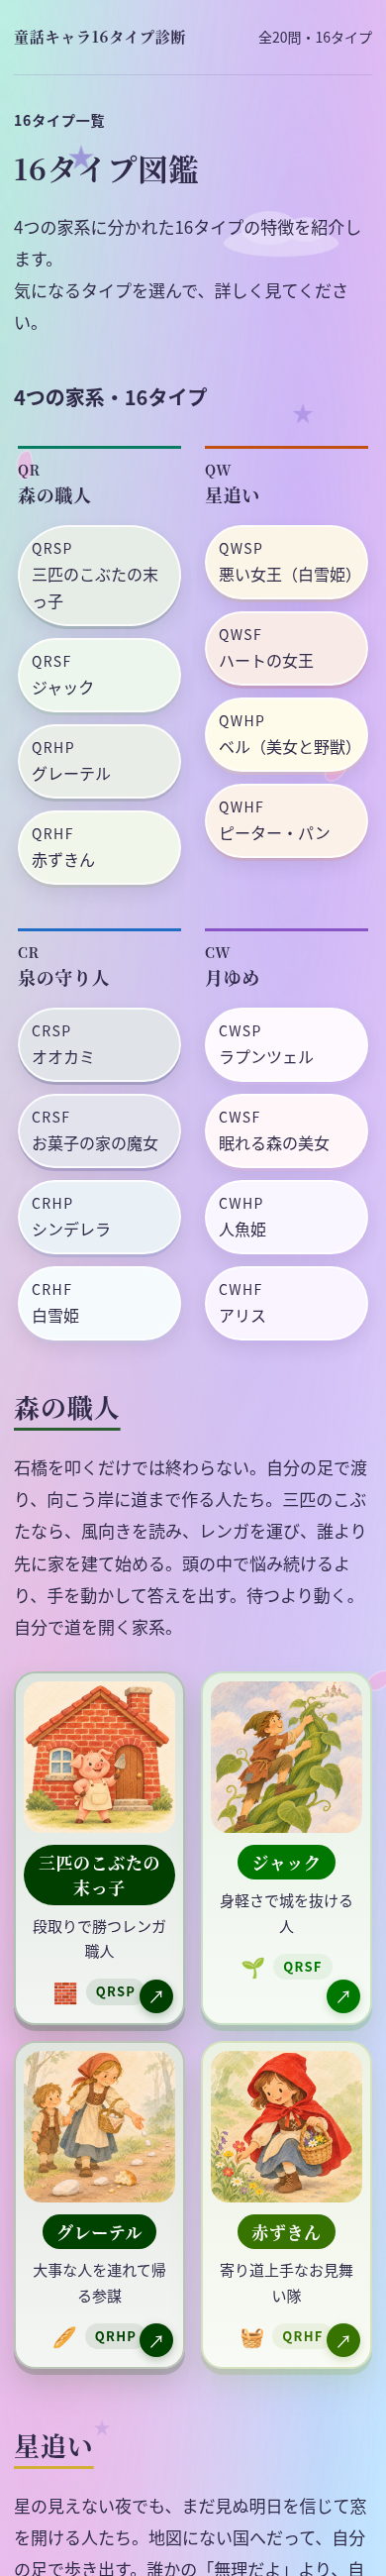 童話キャラ16タイプ診断
全20問・16タイプ
16タイプ一覧
16タイプ図鑑
4つの家系に分かれた16タイプの特徴を紹介し
ます。
気になるタイプを選んで、詳しく見てくださ
い。
4つの家系・16タイプ
QR
森の職人
QRSP
三匹のこぶたの末
っ子
QRSF
ジャック
QRHP
グレーテル
QRHF
赤ずきん
QW
星追い
QWSP
悪い女王（白雪姫）
QWSF
ハートの女王
QWHP
ベル（美女と野獣）
QWHF
ピーター・パン
CR
泉の守り人
CRSP
オオカミ
CRSF
お菓子の家の魔女
CRHP
シンデレラ
CRHF
白雪姫
CW
月ゆめ
CWSP
ラプンツェル
CWSF
眠れる森の美女
CWHP
人魚姫
CWHF
アリス
森の職人
石橋を叩くだけでは終わらない。自分の足で渡
り、向こう岸に道まで作る人たち。三匹のこぶ
たなら、風向きを読み、レンガを運び、誰より
先に家を建て始める。頭の中で悩み続けるよ
り、手を動かして答えを出す。待つより動く。
自分で道を開く家系。
三匹のこぶたの
末っ子
段取りで勝つレンガ
職人
QRSP
ジャック
身軽さで城を抜ける
人
QRSF
グレーテル
大事な人を連れて帰
る参謀
QRHP
赤ずきん
寄り道上手なお見舞
い隊
QRHF
星追い
星の見えない夜でも、まだ見ぬ明日を信じて窓
を開ける人たち。地図にない国へだって、自分
の足で歩き出す。誰かの「無理だよ」より、自